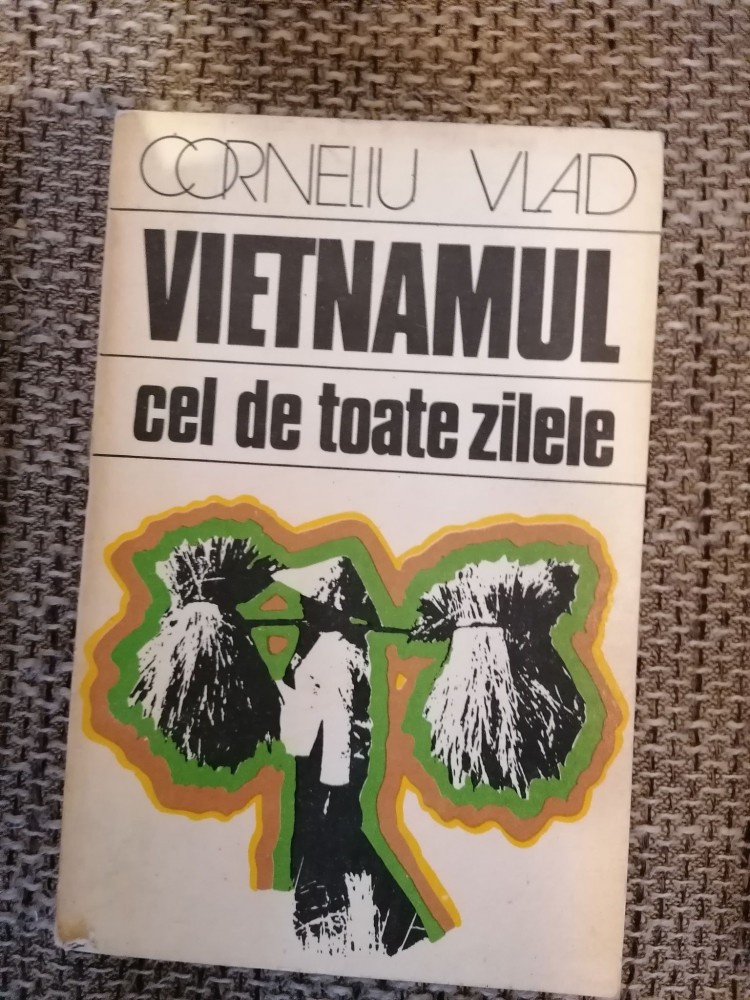 CORNELIU VLAD
VIETNAMUL
cel de toate zilele